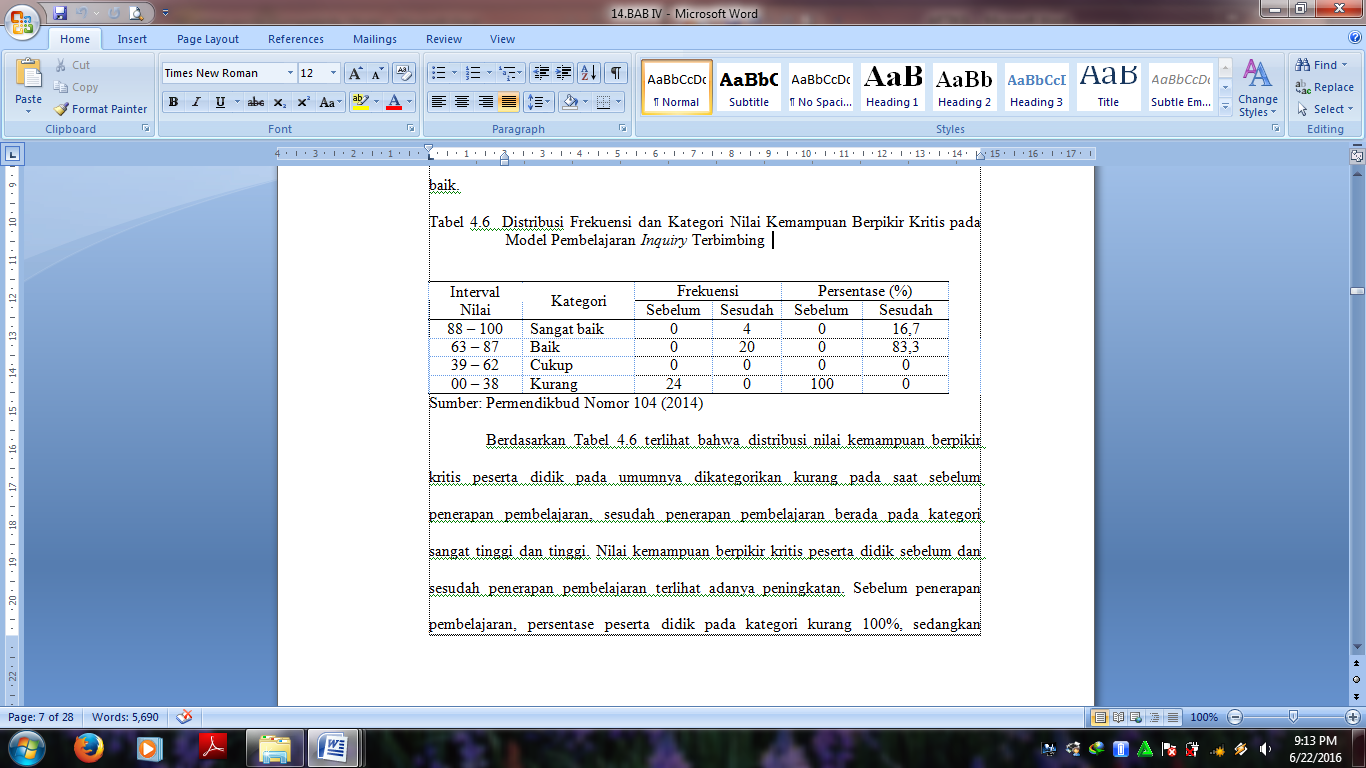 14.BAB IV - Microsoft Word
Home Insert Page Layout References Mailings Review View
Paste
Cut
Copy
Format Painter
Clipboard
Times New Roman 12
Font
Paragraph
AaBbCcDc AaBbC AaBbCcDc AaB AaBb AaBbCcI AaB AaBbCcDc
¶ Normal Subtitle ¶ No Spaci... Heading 1 Heading 2 Heading 3 Title Subtle Em...
Change Styles
Styles
Find
Replace
Select
Editing
baik.
Tabel 4.6 Distribusi Frekuensi dan Kategori Nilai Kemampuan Berpikir Kritis pada
Model Pembelajaran Inquiry Terbimbing
Interval Nilai Kategori Frekuensi Persentase (%)
Sebelum Sesudah Sebelum Sesudah
88 – 100 Sangat baik 0 4 0 16,7
63 – 87 Baik 0 20 0 83,3
39 – 62 Cukup 0 0 0 0
00 – 38 Kurang 24 0 100 0
Sumber: Permendikbud Nomor 104 (2014)
Berdasarkan Tabel 4.6 terlihat bahwa distribusi nilai kemampuan berpikir
kritis peserta didik pada umumnya dikategorikan kurang pada saat sebelum
penerapan pembelajaran, sesudah penerapan pembelajaran berada pada kategori
sangat tinggi dan tinggi. Nilai kemampuan berpikir kritis peserta didik sebelum dan
sesudah penerapan pembelajaran terlihat adanya peningkatan. Sebelum penerapan
pembelajaran, persentase peserta didik pada kategori kurang 100%, sedangkan
Page: 7 of 28 Words: 5,690 100%
9:13 PM
6/22/2016